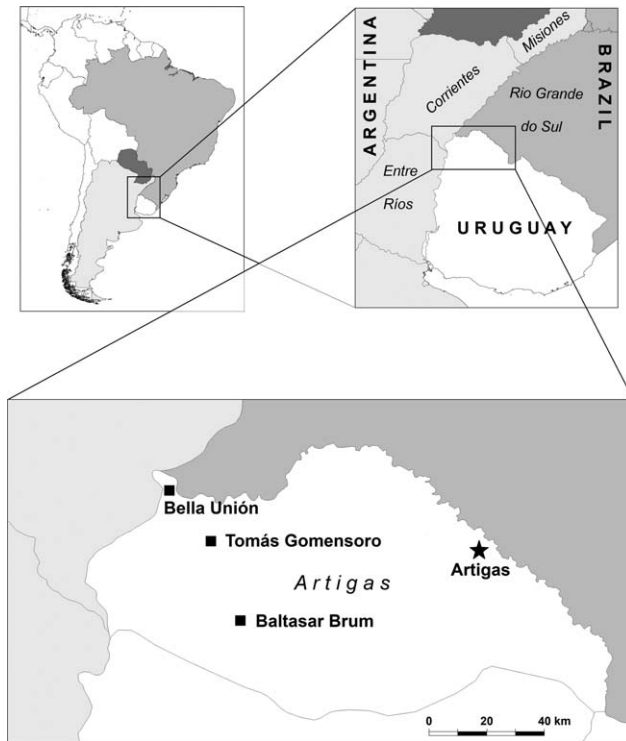 ARGENTINA
Misiones
BRAZIL
Corrientes
Rio Grande
do Sul
Entre
Ríos
URUGUAY
Bella Unión
Tomás Gomensoro
Artigas
Artigas
Baltasar Brum
0 20 40 km